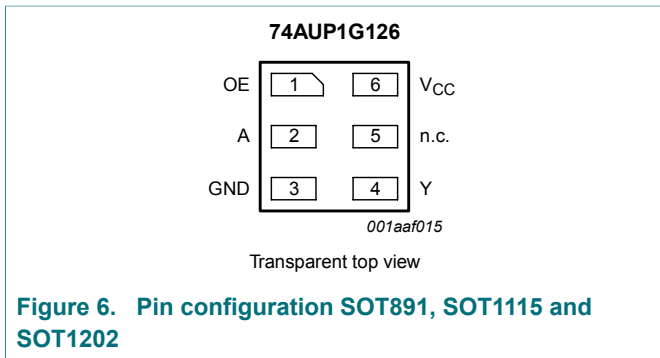 74AUP1G126
OE 1 6 VCC
A 2 5 n.c.
GND 3 4 Y
001aaf015
Transparent top view
Figure 6. Pin configuration SOT891, SOT1115 and
SOT1202